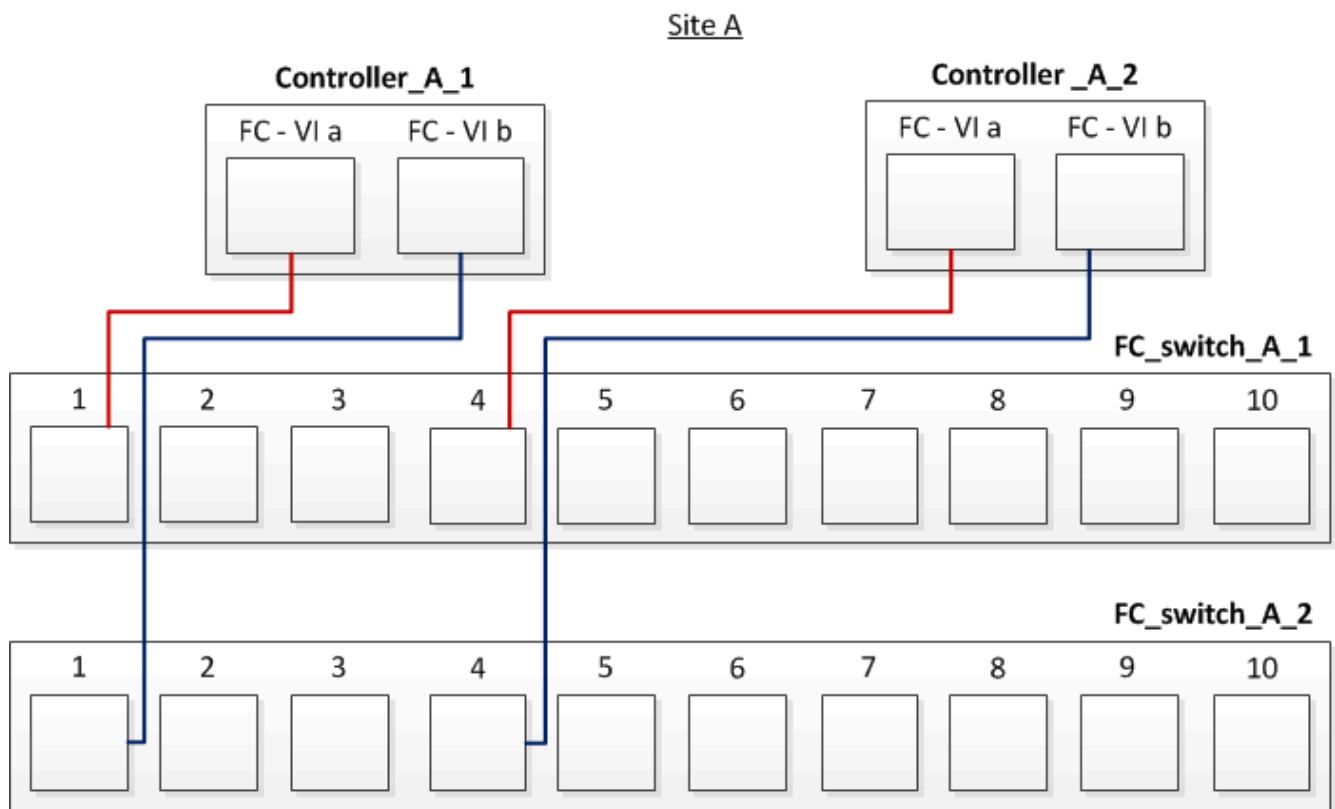 Site A
Controller_A_1
Controller _A_2
FC - VI a
FC - VI b
FC - VI a
FC - VI b
FC_switch_A_1
1 2 3 4 5 6 7 8 9 10
FC_switch_A_2
1 2 3 4 5 6 7 8 9 10